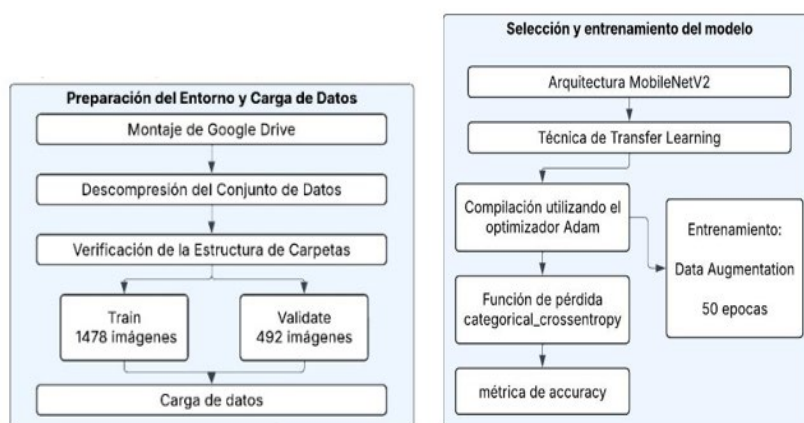 Preparación del Entorno y Carga de Datos
Montaje de Google Drive
Descompresión del Conjunto de Datos
Verificación de la Estructura de Carpetas
Train
1478 imágenes
Validate
492 imágenes
Carga de datos
Selección y entrenamiento del modelo
Arquitectura MobileNetV2
Técnica de Transfer Learning
Compilación utilizando el
optimizador Adam
Entrenamiento:
Data Augmentation
50 epocas
Función de pérdida
categorical_crossentropy
métrica de accuracy